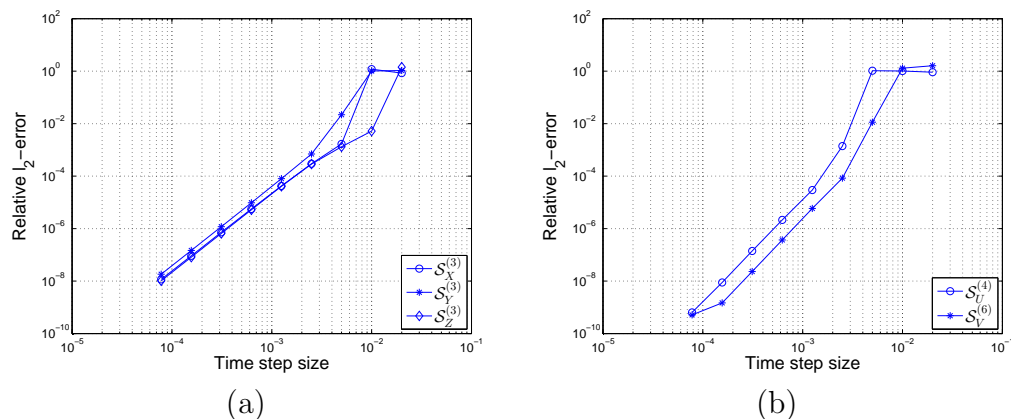 10^2
10^0
10^-2
10^-4
10^-6
10^-8
10^-10
Relative l_2-error
10^-5
10^-4
10^-3
10^-2
10^-1
Time step size
S_X^(3)
S_Y^(3)
S_Z^(3)
(a)
10^2
10^0
10^-2
10^-4
10^-6
10^-8
10^-10
Relative l_2-error
10^-5
10^-4
10^-3
10^-2
10^-1
Time step size
S_U^(4)
S_V^(6)
(b)